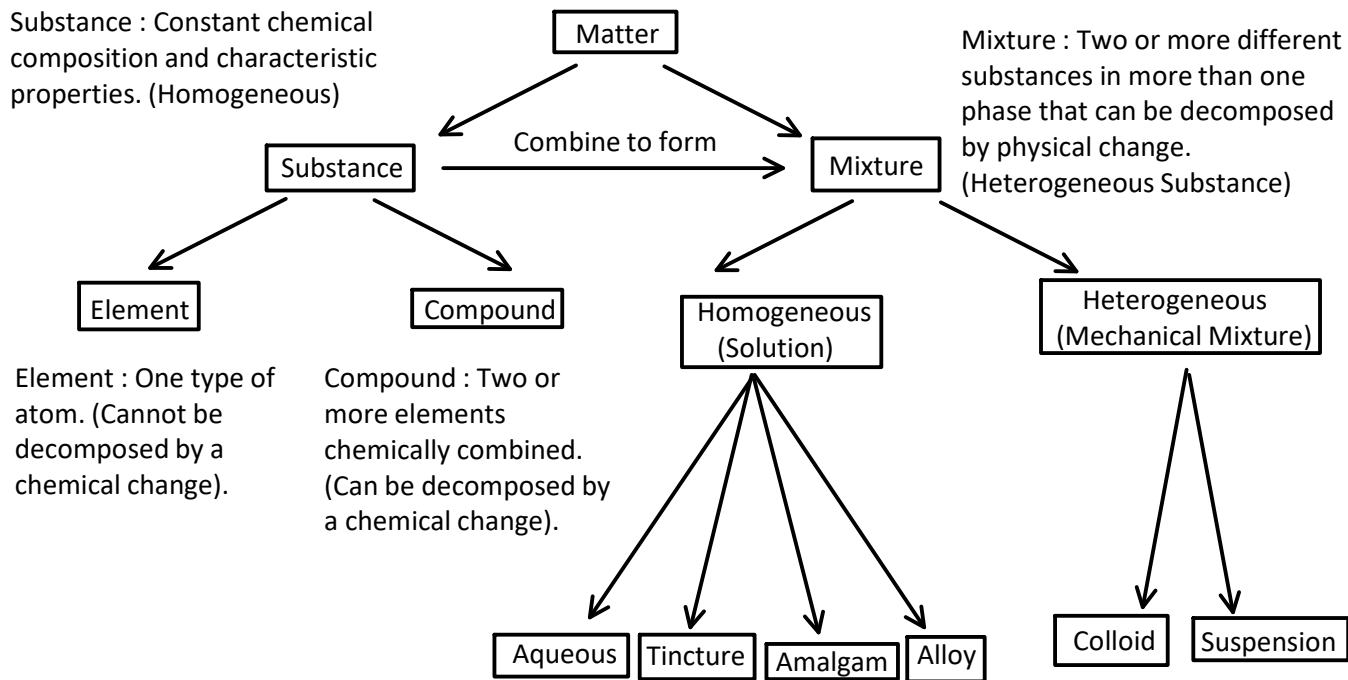 Substance : Constant chemical
composition and characteristic
properties. (Homogeneous)
Matter
Mixture : Two or more different
substances in more than one
phase that can be decomposed
by physical change.
(Heterogeneous Substance)
Combine to form
Substance
Mixture
Element
Compound
Homogeneous
(Solution)
Heterogeneous
(Mechanical Mixture)
Element : One type of
atom. (Cannot be
decomposed by a
chemical change).
Compound : Two or
more elements
chemically combined.
(Can be decomposed by
a chemical change).
Aqueous
Tincture
Amalgam
Alloy
Colloid
Suspension